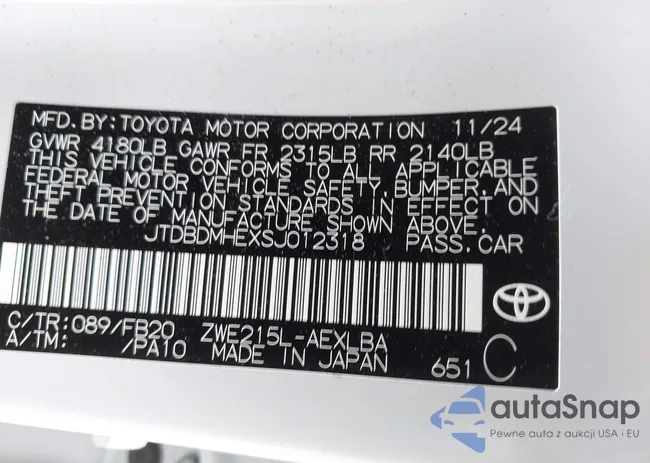 MFD. BY: TOYOTA MOTOR CORPORATION 11/24
GVWR 4180LB GAWR FR 2315LB RR 2140LB
THIS VEHICLE CONFORMS TO ALL APPLICABLE
FEDERAL MOTOR VEHICLE SAFETY, BUMPER, AND
THEFT PREVENTION STANDARDS IN EFFECT ON
THE DATE OF MANUFACTURE SHOWN ABOVE.
JTDBDMHEXSJ012318 PASS. CAR
C/TR: 089/FB20 ZWE215L-AEXLBA
A/TM: /PA10 MADE IN JAPAN 651 C
autaSnap
Pewne auta z aukcji USA i EU